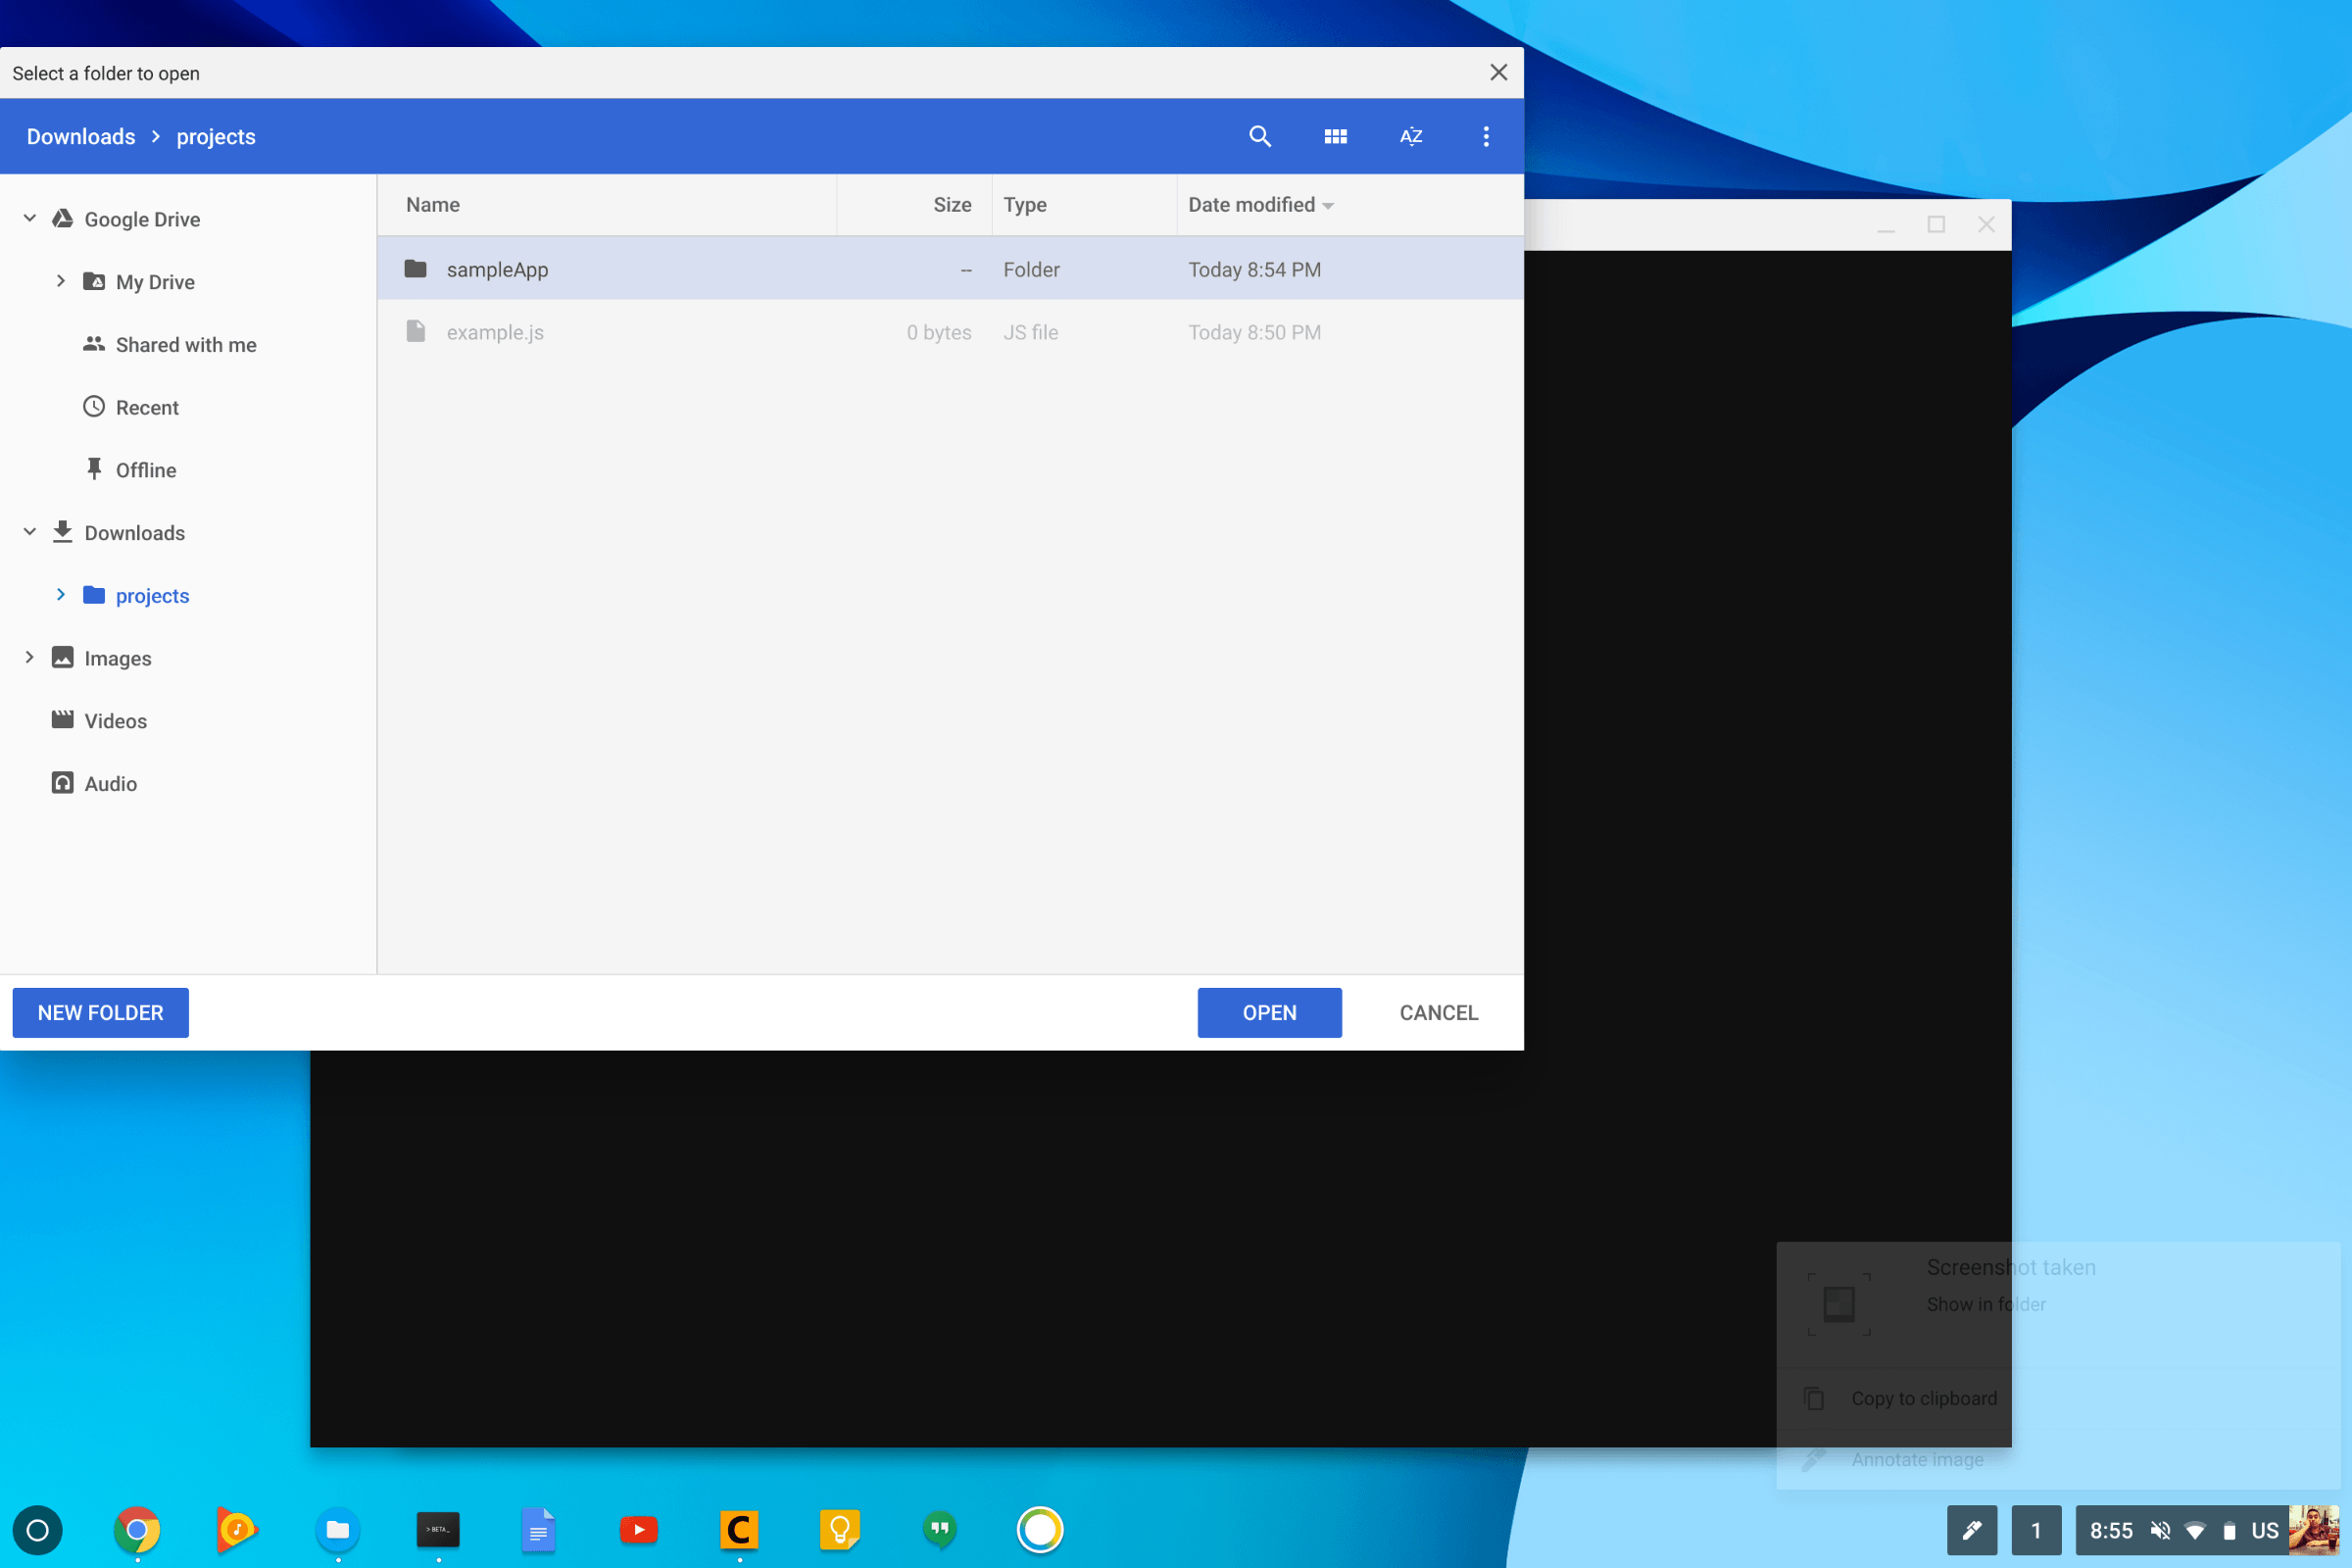 Select a folder to open
Downloads > projects
AZ
Name Size Type Date modified
sampleApp -- Folder Today 8:54 PM
example.js 0 bytes JS file Today 8:50 PM
Google Drive
My Drive
Shared with me
Recent
Offline
Downloads
projects
Images
Videos
Audio
NEW FOLDER OPEN CANCEL
Screenshot taken
Show in folder
Copy to clipboard
Annotate image
>BETA_
C
1 8:55 US